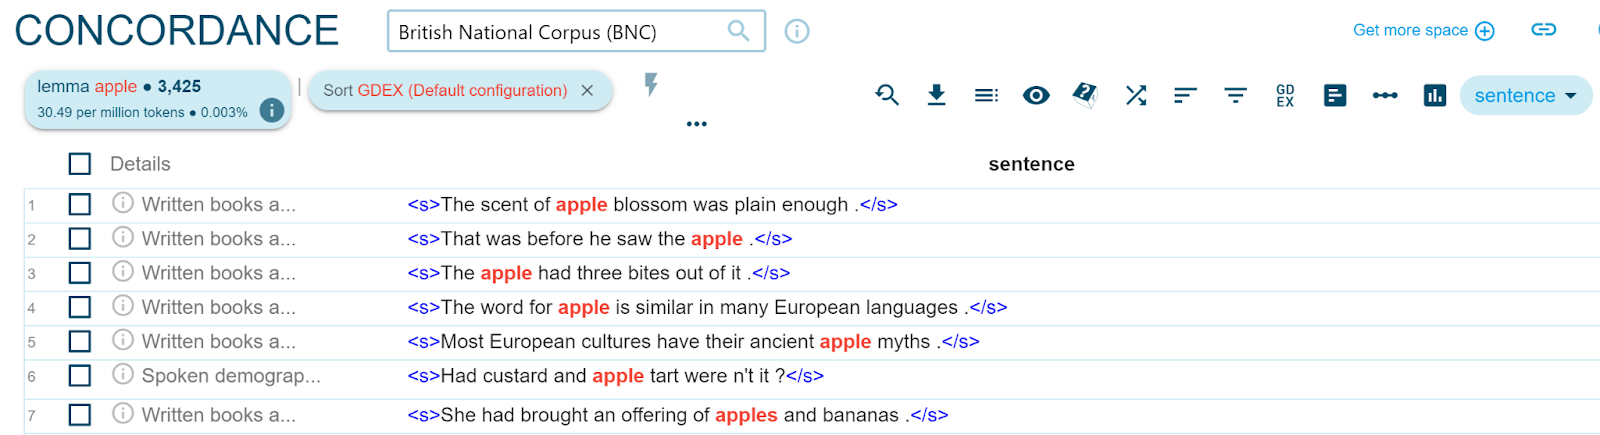 CONCORDANCE
British National Corpus (BNC)
Get more space
lemma apple ● 3,425
30.49 per million tokens ● 0.003%
Sort GDEX (Default configuration)
GD
EX
sentence
Details
sentence
1 Written books a... <s>The scent of apple blossom was plain enough .</s>
2 Written books a... <s>That was before he saw the apple .</s>
3 Written books a... <s>The apple had three bites out of it .</s>
4 Written books a... <s>The word for apple is similar in many European languages .</s>
5 Written books a... <s>Most European cultures have their ancient apple myths .</s>
6 Spoken demograp... <s>Had custard and apple tart were n't it ?</s>
7 Written books a... <s>She had brought an offering of apples and bananas .</s>